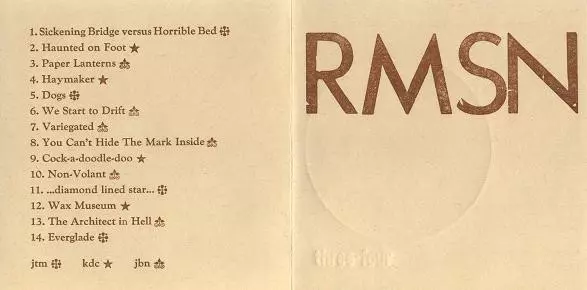 1. Sickening Bridge versus Horrible Bed
2. Haunted on Foot ★
3. Paper Lanterns
4. Haymaker ★
5. Dogs
6. We Start to Drift
7. Variegated
8. You Can't Hide The Mark Inside
9. Cock-a-doodle-doo ★
10. Non-Volant
11. ...diamond lined star...
12. Wax Museum ★
13. The Architect in Hell
14. Everglade
jtm kdc ★ jbn
RMSN
three-four